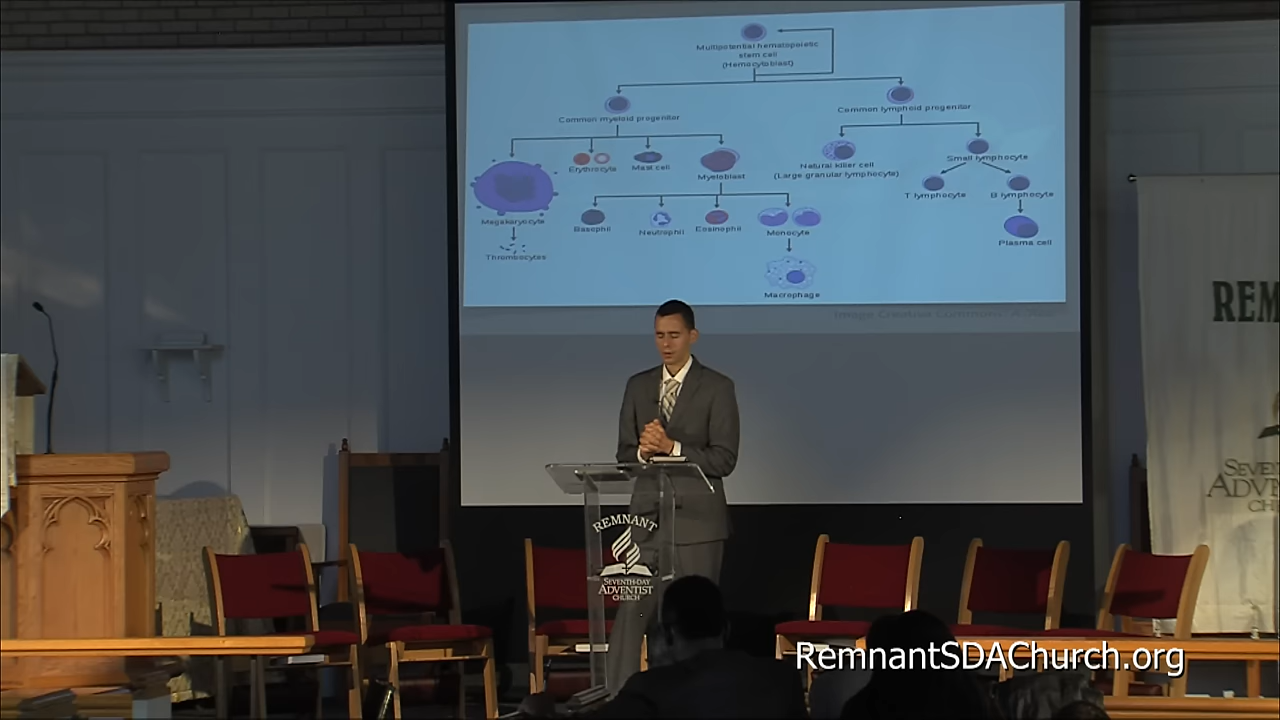 Multipotential hematopoietic
stem cell
(Hemocytoblast)
Common myeloid progenitor
Common lymphoid progenitor
Erythrocyte
Mast cell
Myeloblast
Natural killer cell
(Large granular lymphocyte)
Small lymphocyte
T lymphocyte
B lymphocyte
Megakaryocyte
Basophil
Neutrophil
Eosinophil
Monocyte
Plasma cell
Thrombocytes
Macrophage
REM
SEVEN
ADVENT
CH
REMNANT
SEVENTH-DAY
ADVENTIST
CHURCH
RemnantSDAChurch.org